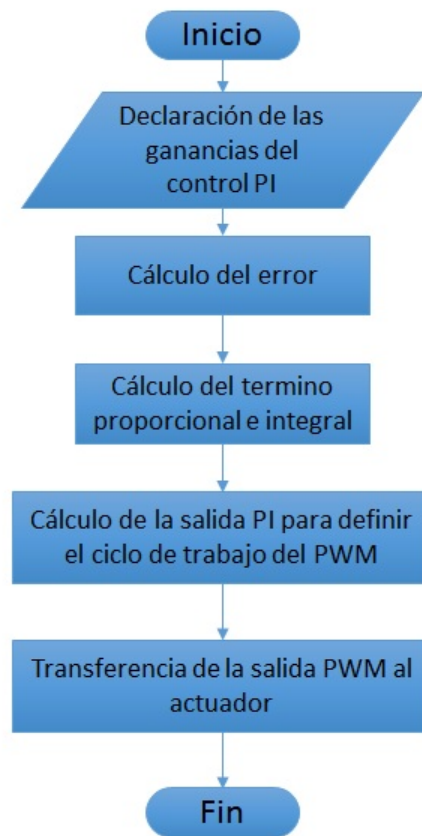 Inicio
Declaración de las
ganancias del
control PI
Cálculo del error
Cálculo del termino
proporcional e integral
Cálculo de la salida PI para definir
el ciclo de trabajo del PWM
Transferencia de la salida PWM al
actuador
Fin